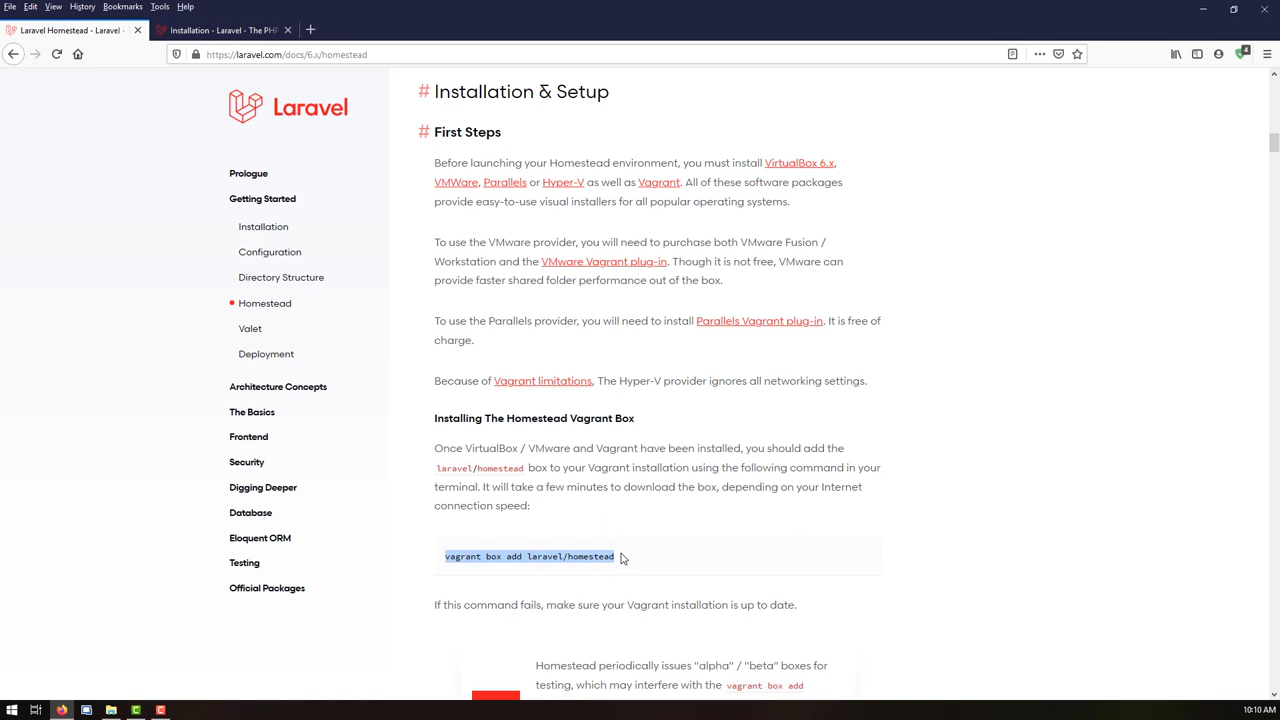 File Edit View History Bookmarks Tools Help
Laravel Homestead - Laravel -
Installation - Laravel - The PHP
https://laravel.com/docs/6.x/homestead
4
Laravel
Prologue
Getting Started
Installation
Configuration
Directory Structure
Homestead
Valet
Deployment
Architecture Concepts
The Basics
Frontend
Security
Digging Deeper
Database
Eloquent ORM
Testing
Official Packages
# Installation & Setup
# First Steps
Before launching your Homestead environment, you must install VirtualBox 6.x,
VMWare, Parallels or Hyper-V as well as Vagrant. All of these software packages
provide easy-to-use visual installers for all popular operating systems.
To use the VMware provider, you will need to purchase both VMware Fusion /
Workstation and the VMware Vagrant plug-in. Though it is not free, VMware can
provide faster shared folder performance out of the box.
To use the Parallels provider, you will need to install Parallels Vagrant plug-in. It is free of
charge.
Because of Vagrant limitations, The Hyper-V provider ignores all networking settings.
Installing The Homestead Vagrant Box
Once VirtualBox / VMware and Vagrant have been installed, you should add the
laravel/homestead box to your Vagrant installation using the following command in your
terminal. It will take a few minutes to download the box, depending on your Internet
connection speed:
vagrant box add laravel/homestead
If this command fails, make sure your Vagrant installation is up to date.
Homestead periodically issues "alpha" / "beta" boxes for
testing, which may interfere with the vagrant box add
10:10 AM